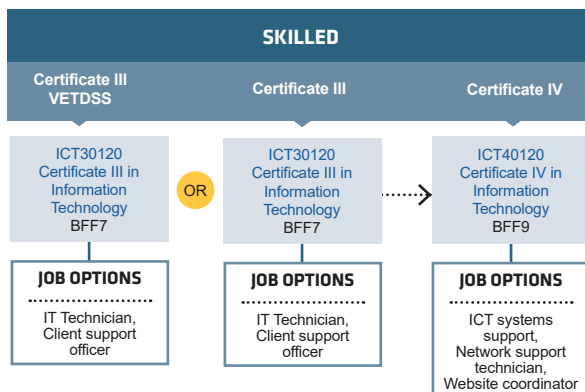 SKILLED
Certificate III
VETDSS
Certificate III
Certificate IV
ICT30120
Certificate III in
Information
Technology
BFF7
OR
ICT30120
Certificate III in
Information
Technology
BFF7
ICT40120
Certificate IV in
Information
Technology
BFF9
JOB OPTIONS
IT Technician,
Client support
officer
JOB OPTIONS
IT Technician,
Client support
officer
JOB OPTIONS
ICT systems
support,
Network support
technician,
Website coordinator